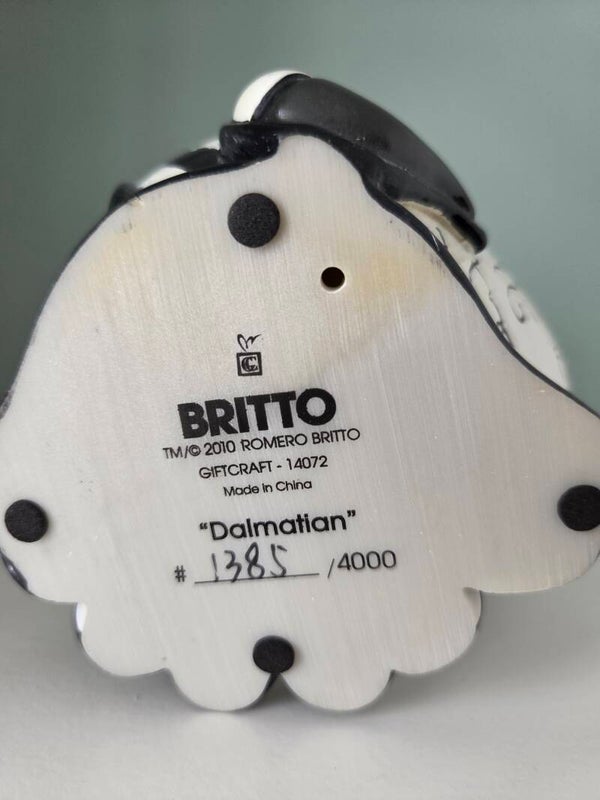 BRITTO
TM/© 2010 ROMERO BRITTO
GIFTCRAFT - 14072
Made in China
"Dalmatian"
# 1385 /4000